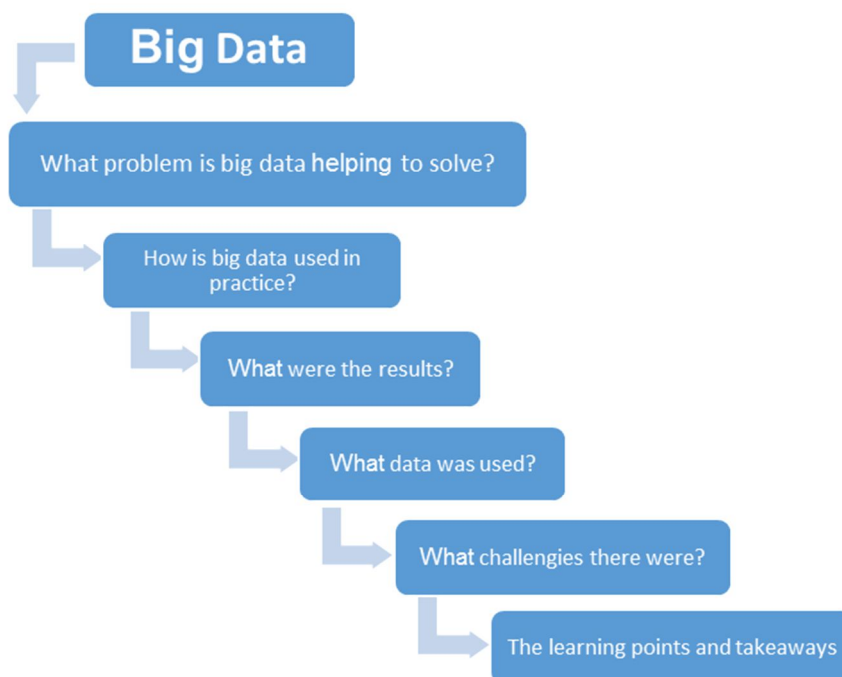 Big Data
What problem is big data helping to solve?
How is big data used in
practice?
What were the results?
What data was used?
What challengies there were?
The learning points and takeaways